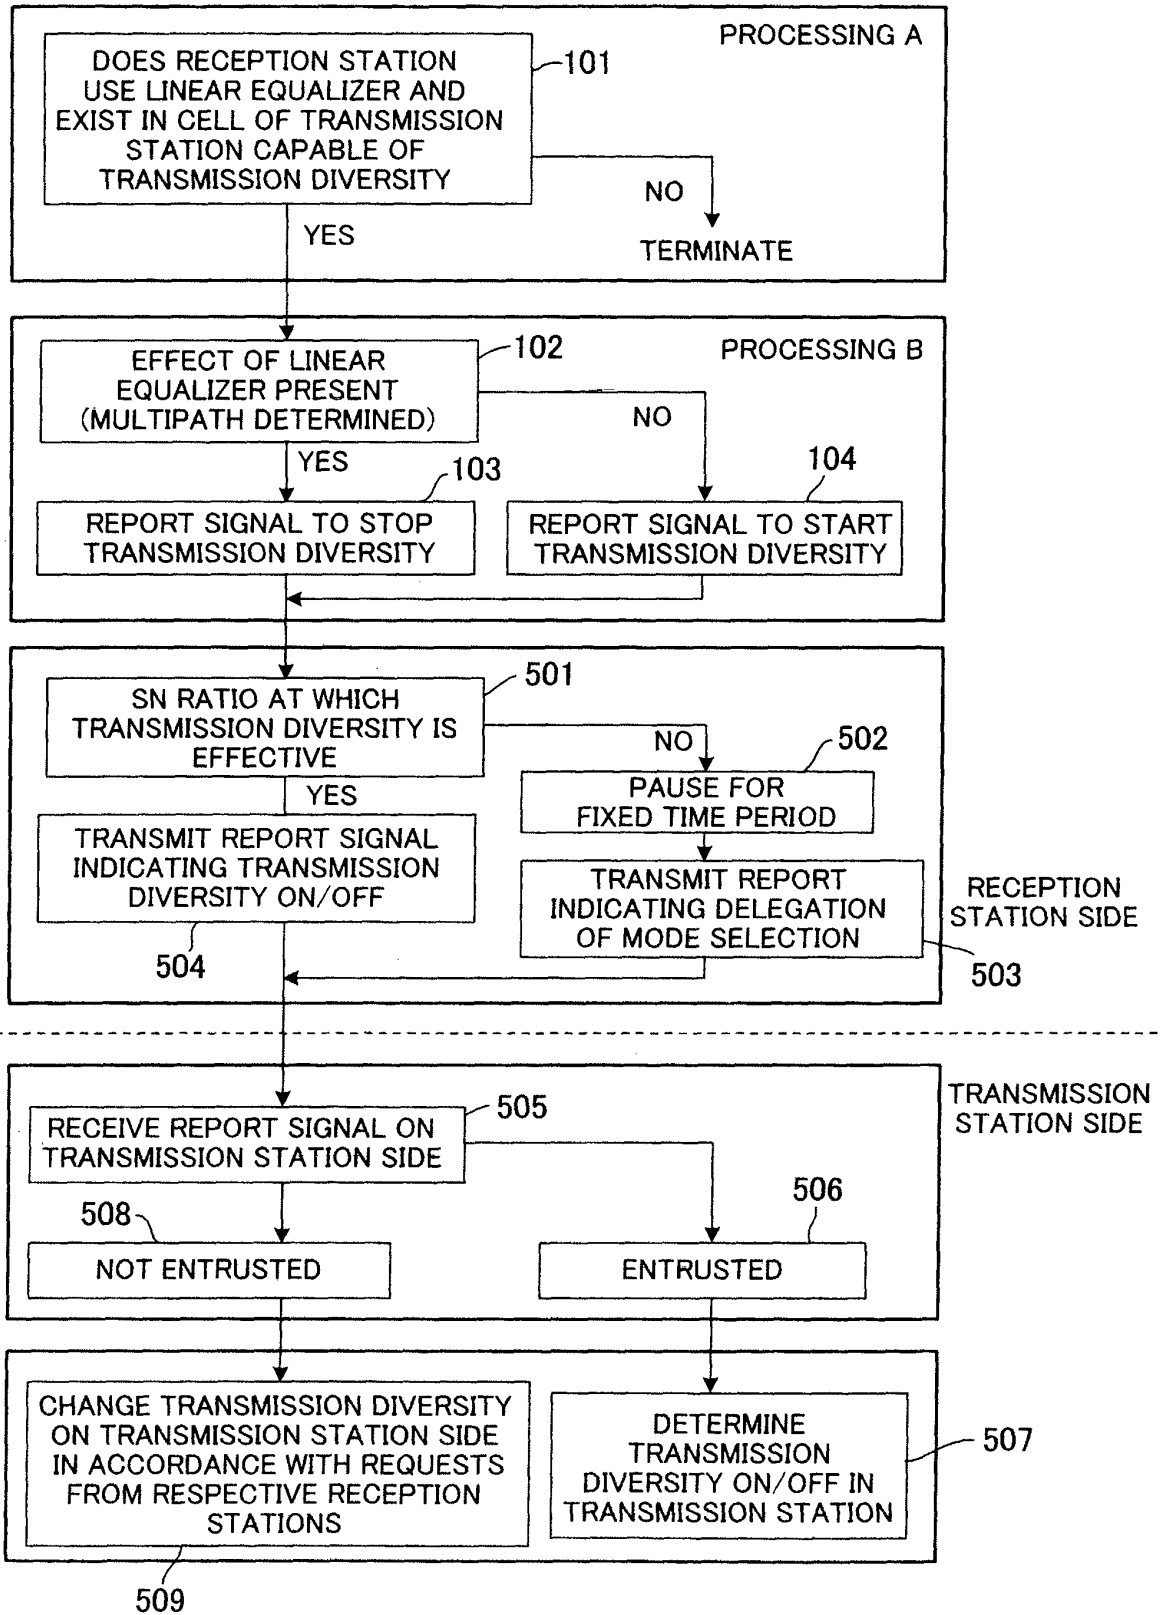 PROCESSING A
DOES RECEPTION STATION
USE LINEAR EQUALIZER AND
EXIST IN CELL OF TRANSMISSION
STATION CAPABLE OF
TRANSMISSION DIVERSITY
101
NO
YES
TERMINATE
PROCESSING B
EFFECT OF LINEAR
EQUALIZER PRESENT
(MULTIPATH DETERMINED)
102
NO
YES
103
104
REPORT SIGNAL TO STOP
TRANSMISSION DIVERSITY
REPORT SIGNAL TO START
TRANSMISSION DIVERSITY
SN RATIO AT WHICH
TRANSMISSION DIVERSITY IS
EFFECTIVE
501
NO
502
YES
PAUSE FOR
FIXED TIME PERIOD
TRANSMIT REPORT SIGNAL
INDICATING TRANSMISSION
DIVERSITY ON/OFF
504
TRANSMIT REPORT
INDICATING DELEGATION
OF MODE SELECTION
503
RECEPTION
STATION SIDE
TRANSMISSION
STATION SIDE
RECEIVE REPORT SIGNAL ON
TRANSMISSION STATION SIDE
505
508
506
NOT ENTRUSTED
ENTRUSTED
CHANGE TRANSMISSION DIVERSITY
ON TRANSMISSION STATION SIDE
IN ACCORDANCE WITH REQUESTS
FROM RESPECTIVE RECEPTION
STATIONS
509
DETERMINE
TRANSMISSION
DIVERSITY ON/OFF IN
TRANSMISSION STATION
507